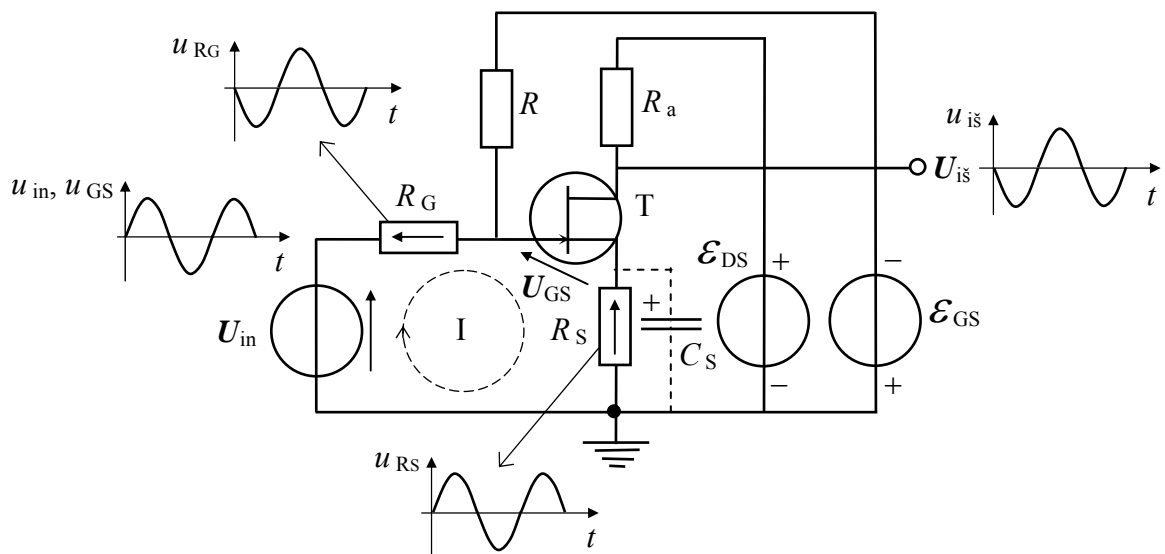 u RG
t
R
R a
u iš
U iš
t
u in, u GS
t
R G
T
U GS
ε DS
+
−
ε GS
U in
I
R S
+
C S
−
+
u RS
t